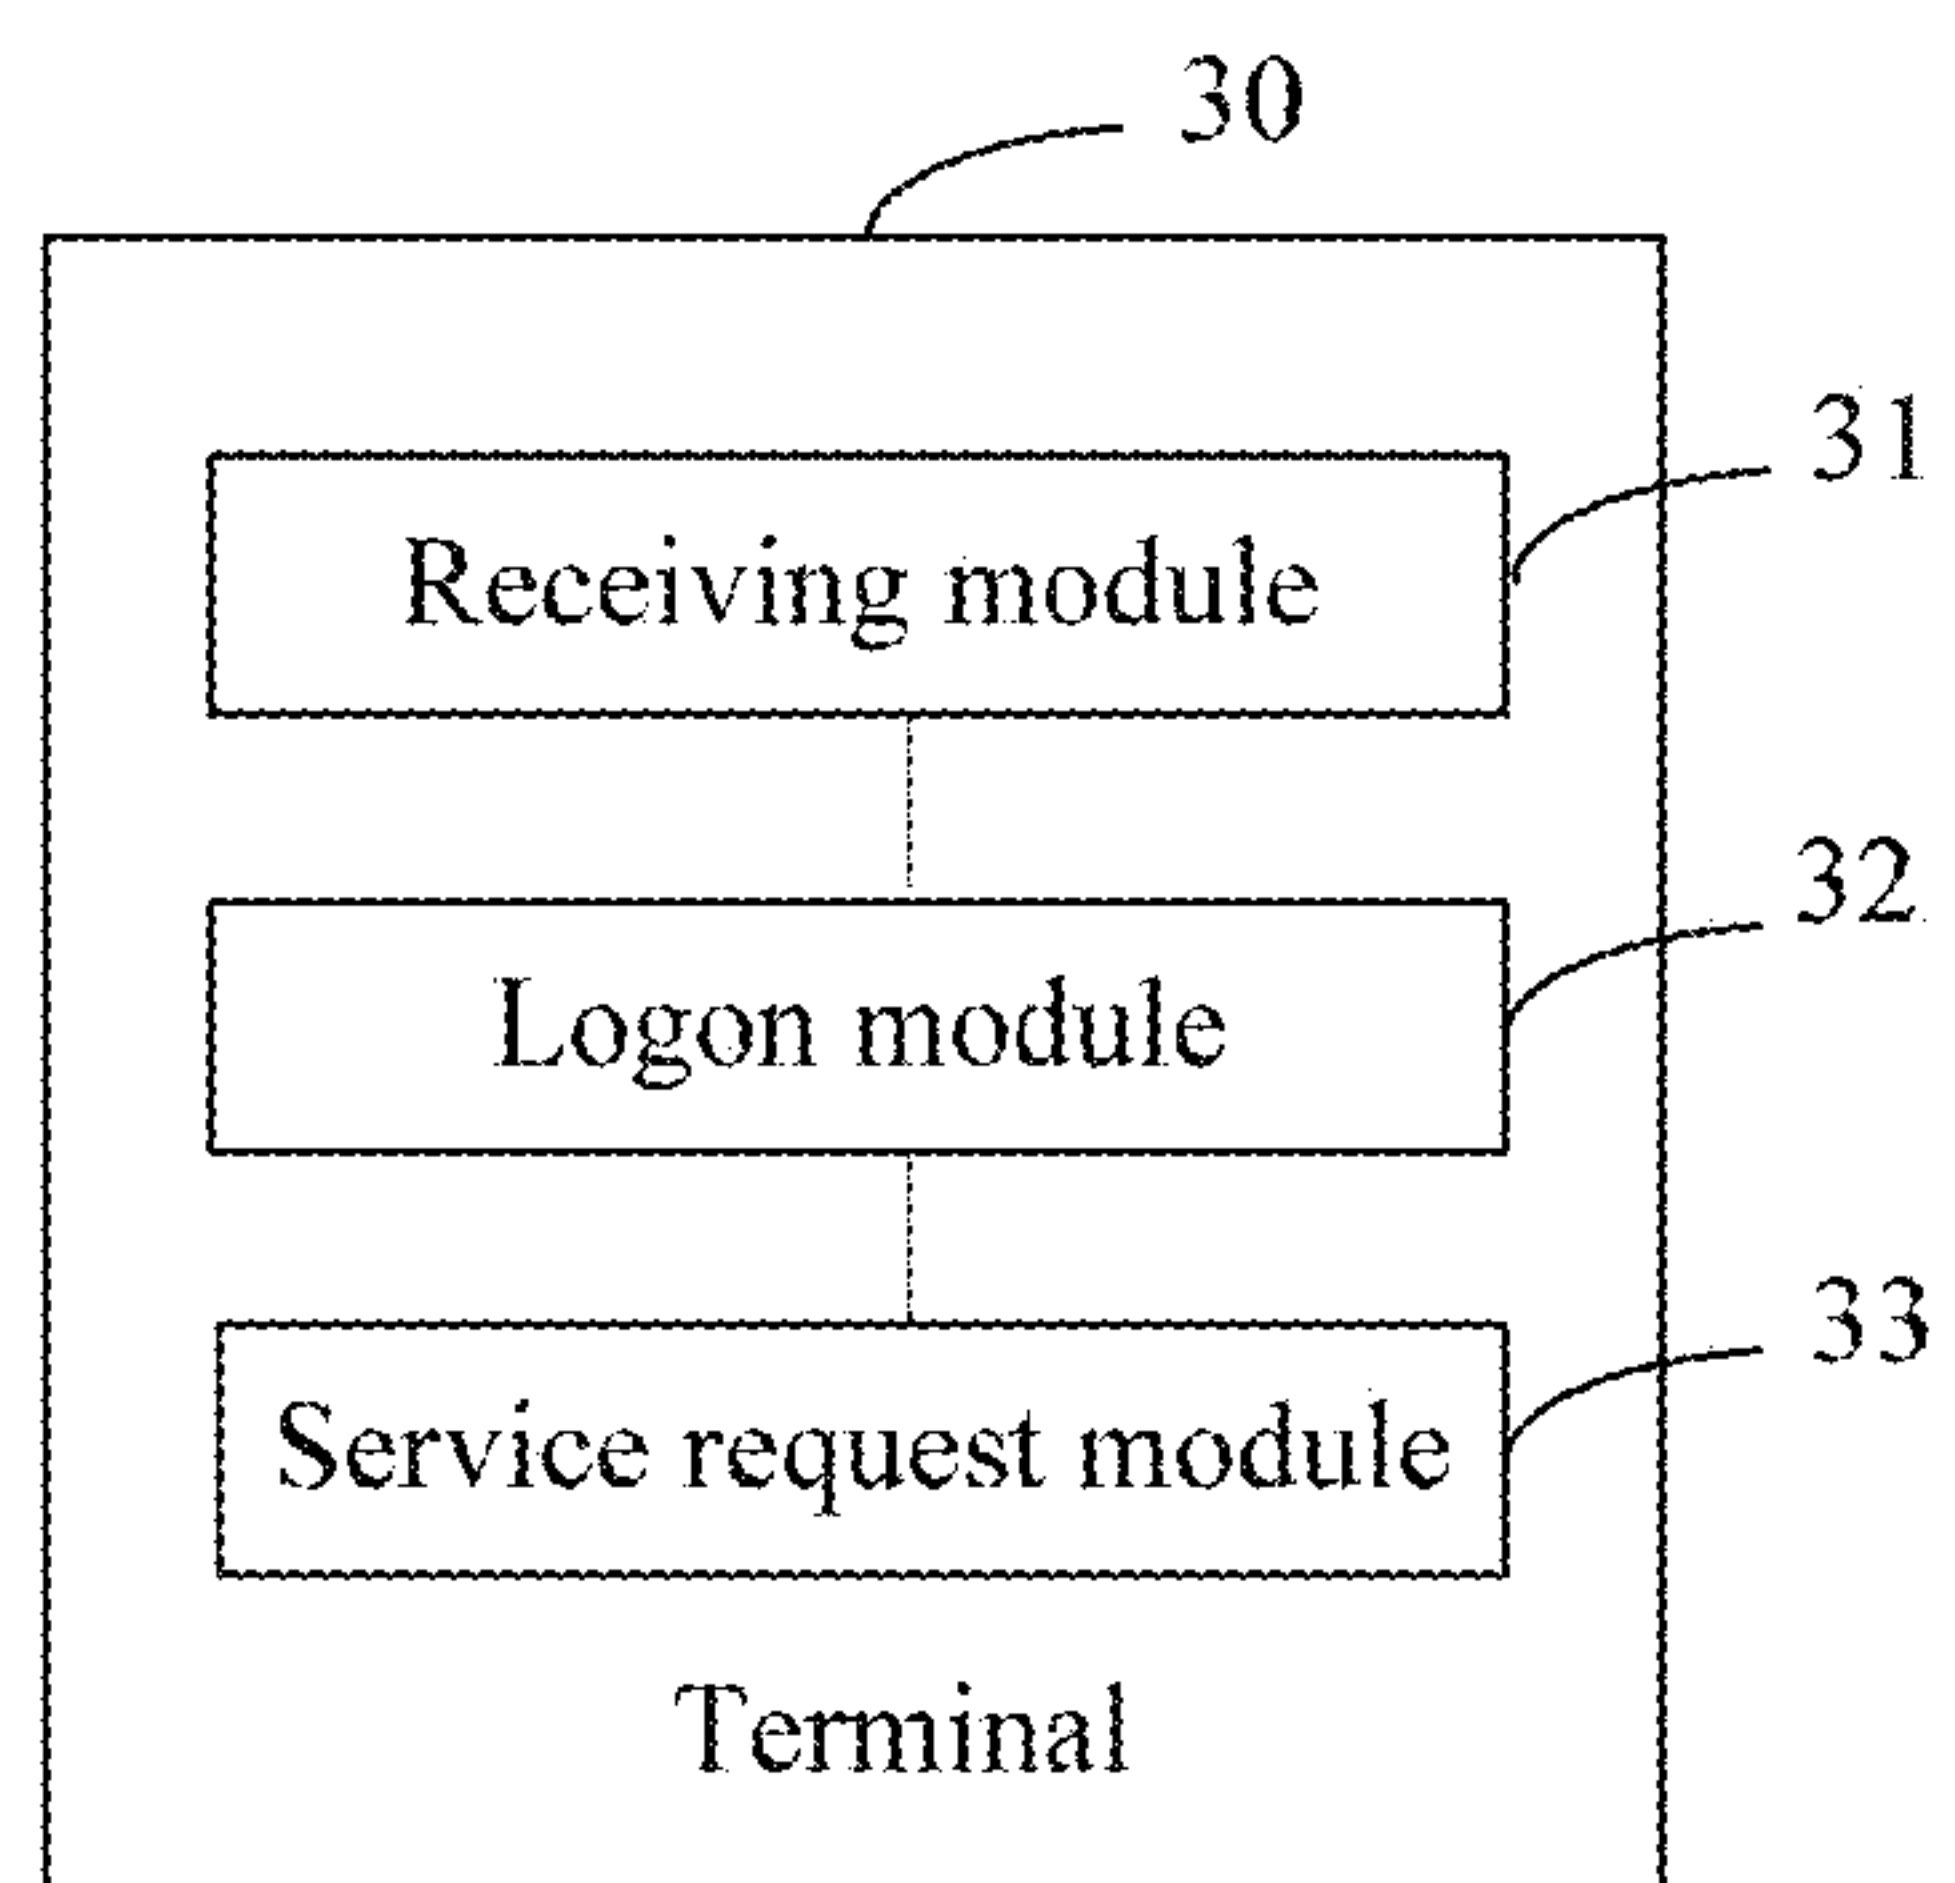 30
31
Receiving module
32
Logon module
33
Service request module
Terminal